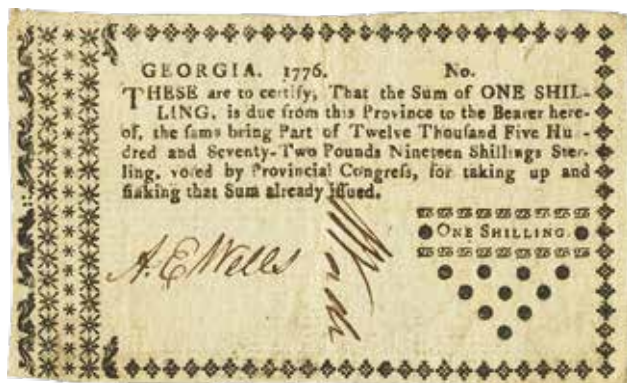 GEORGIA. 1776. No.
THESE are to certify, That the Sum of ONE SHIL-
LING, is due from this Province to the Bearer here-
of, the same being Part of Twelve Thouſand Five Hu-
dred and Seventy-Two Pounds Nineteen Shillings Ster-
ling, voted by Provincial Congreſs, for taking up and
ſinking that Sum already iſſued.
ONE SHILLING.
A. E Wells